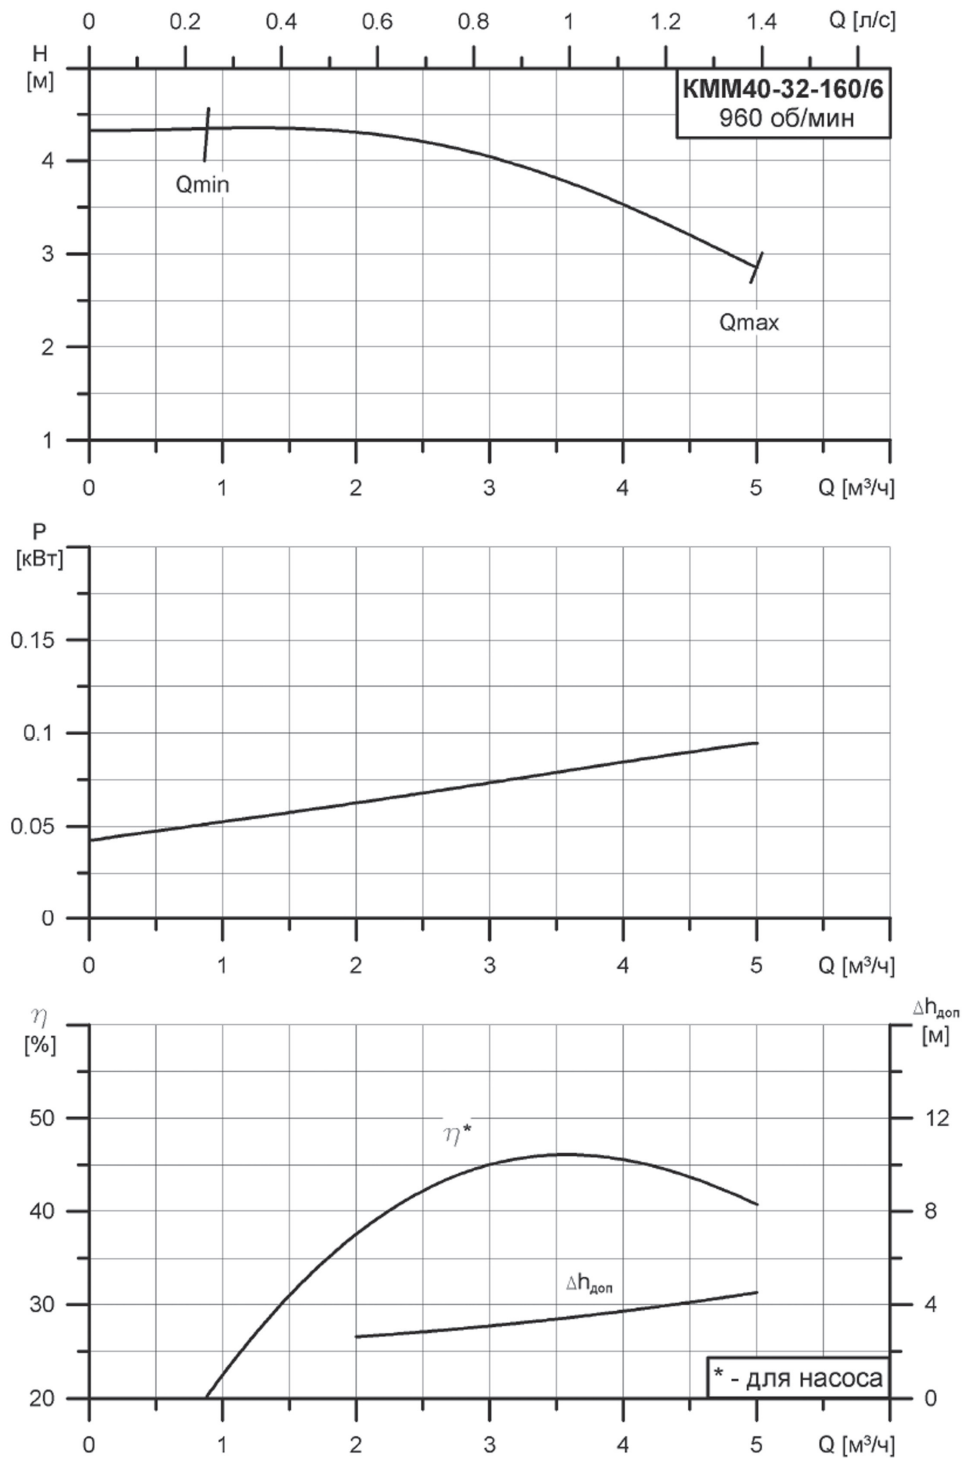 0 0.2 0.4 0.6 0.8 1 1.2 1.4 Q [л/с]
H
[м]
КММ40-32-160/6
960 об/мин
4
Qmin
3
Qmax
2
1
0 1 2 3 4 5 Q [м³/ч]
P
[кВт]
0.15
0.1
0.05
0
0 1 2 3 4 5 Q [м³/ч]
η Δhдоп
[%] [м]
50 12
η*
40 8
Δhдоп
30 4
* - для насоса
20 0
0 1 2 3 4 5 Q [м³/ч]